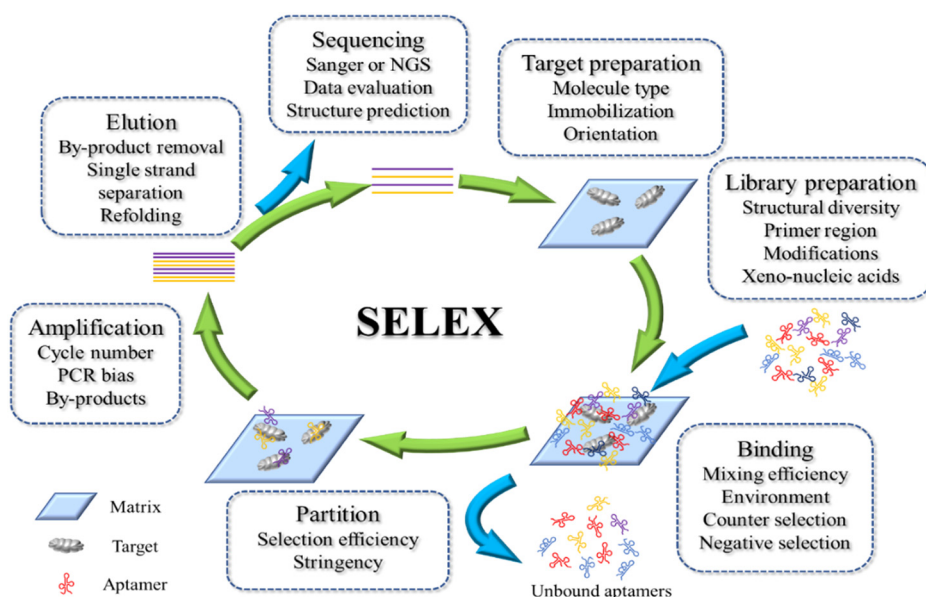 Sequencing
Sanger or NGS
Data evaluation
Structure prediction
Target preparation
Molecule type
Immobilization
Orientation
Elution
By-product removal
Single strand
separation
Refolding
Library preparation
Structural diversity
Primer region
Modifications
Xeno-nucleic acids
SELEX
Amplification
Cycle number
PCR bias
By-products
Binding
Mixing efficiency
Environment
Counter selection
Negative selection
Partition
Selection efficiency
Stringency
Matrix
Target
Aptamer
Unbound aptamers